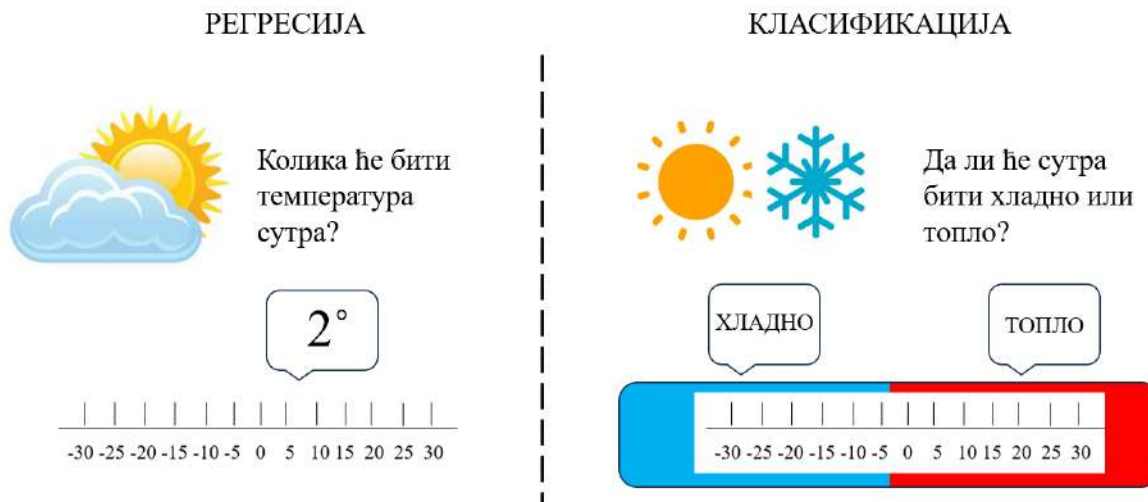 РЕГРЕСИЈА
Колика ће бити
температура
сутра?
2°
-30 -25 -20 -15 -10 -5 0 5 10 15 20 25 30
КЛАСИФИКАЦИЈА
Да ли ће сутра
бити хладно или
топло?
ХЛАДНО
ТОПЛО
-30 -25 -20 -15 -10 -5 0 5 10 15 20 25 30